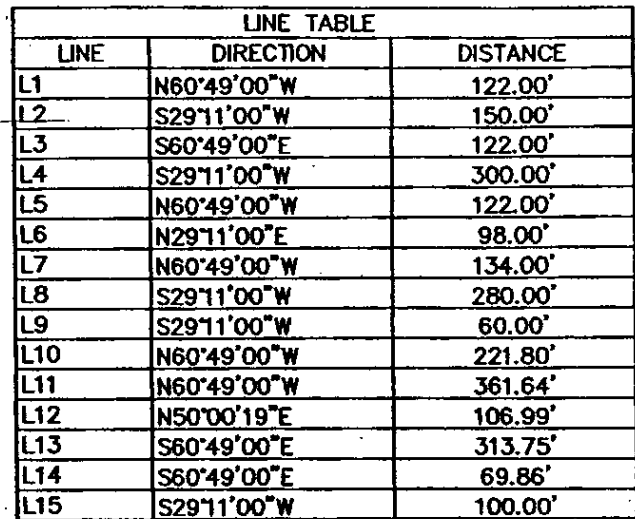 LINE TABLE
LINE DIRECTION DISTANCE
L1 N60°49'00"W 122.00'
L2 S29°11'00"W 150.00'
L3 S60°49'00"E 122.00'
L4 S29°11'00"W 300.00'
L5 N60°49'00"W 122.00'
L6 N29°11'00"E 98.00'
L7 N60°49'00"W 134.00'
L8 S29°11'00"W 280.00'
L9 S29°11'00"W 60.00'
L10 N60°49'00"W 221.80'
L11 N60°49'00"W 361.64'
L12 N50°00'19"E 106.99'
L13 S60°49'00"E 313.75'
L14 S60°49'00"E 69.86'
L15 S29°11'00"W 100.00'